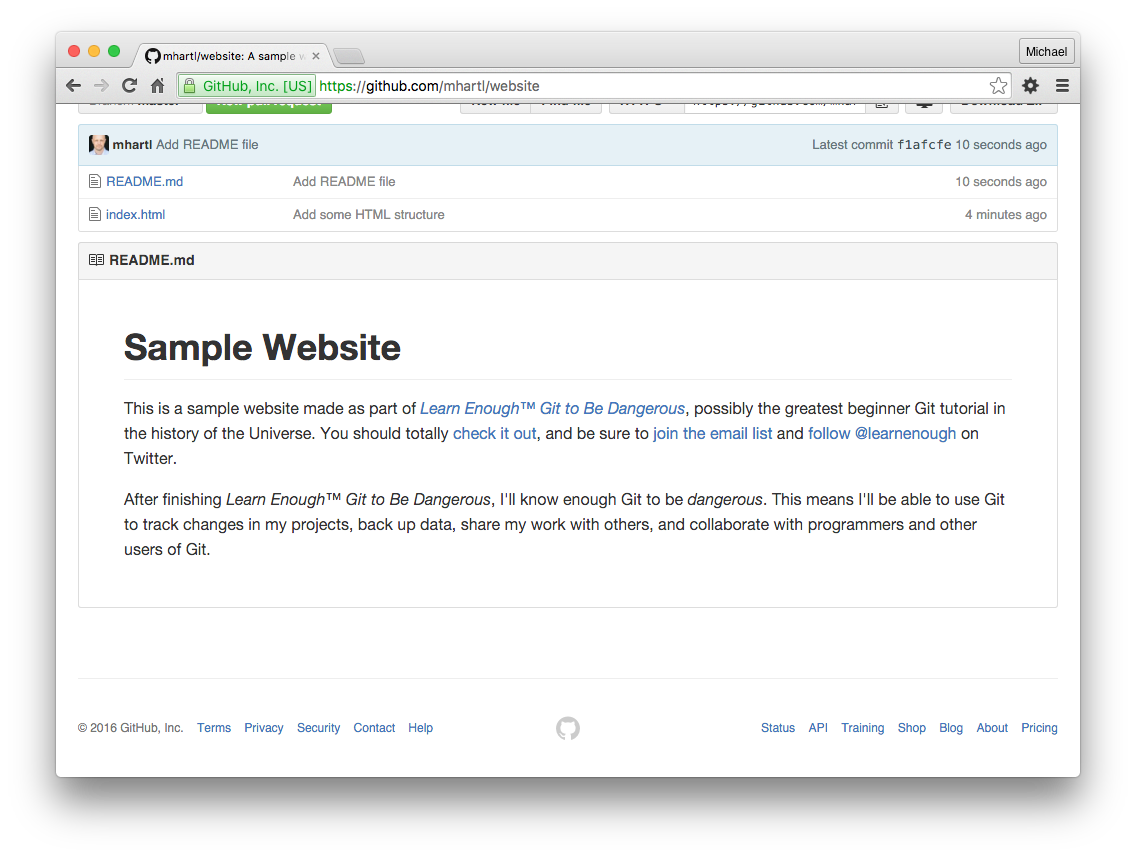 mhartl/website: A sample
Michael
GitHub, Inc. [US] https://github.com/mhartl/website
mhartl Add README file Latest commit f1afcfe 10 seconds ago
README.md Add README file 10 seconds ago
index.html Add some HTML structure 4 minutes ago
README.md
Sample Website
This is a sample website made as part of Learn Enough™ Git to Be Dangerous, possibly the greatest beginner Git tutorial in
the history of the Universe. You should totally check it out, and be sure to join the email list and follow @learnenough on
Twitter.
After finishing Learn Enough™ Git to Be Dangerous, I'll know enough Git to be dangerous. This means I'll be able to use Git
to track changes in my projects, back up data, share my work with others, and collaborate with programmers and other
users of Git.
© 2016 GitHub, Inc. Terms Privacy Security Contact Help Status API Training Shop Blog About Pricing